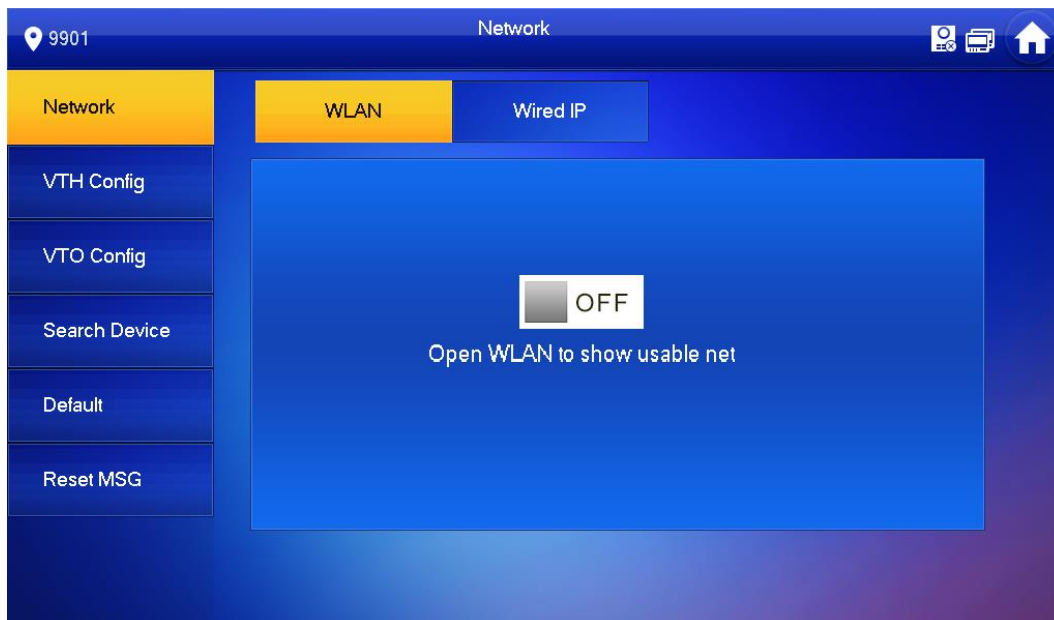 9901
Network
Network
WLAN
Wired IP
VTH Config
VTO Config
Search Device
Default
Reset MSG
OFF
Open WLAN to show usable net